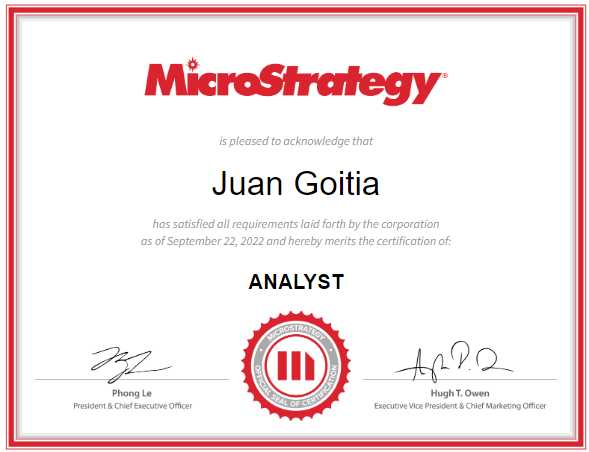 MicroStrategy®
is pleased to acknowledge that
Juan Goitia
has satisfied all requirements laid forth by the corporation
as of September 22, 2022 and hereby merits the certification of:
ANALYST
MICROSTRATEGY
OFFICIAL SEAL OF CERTIFICATION
Phong Le
President & Chief Executive Officer
Hugh T. Owen
Executive Vice President & Chief Marketing Officer